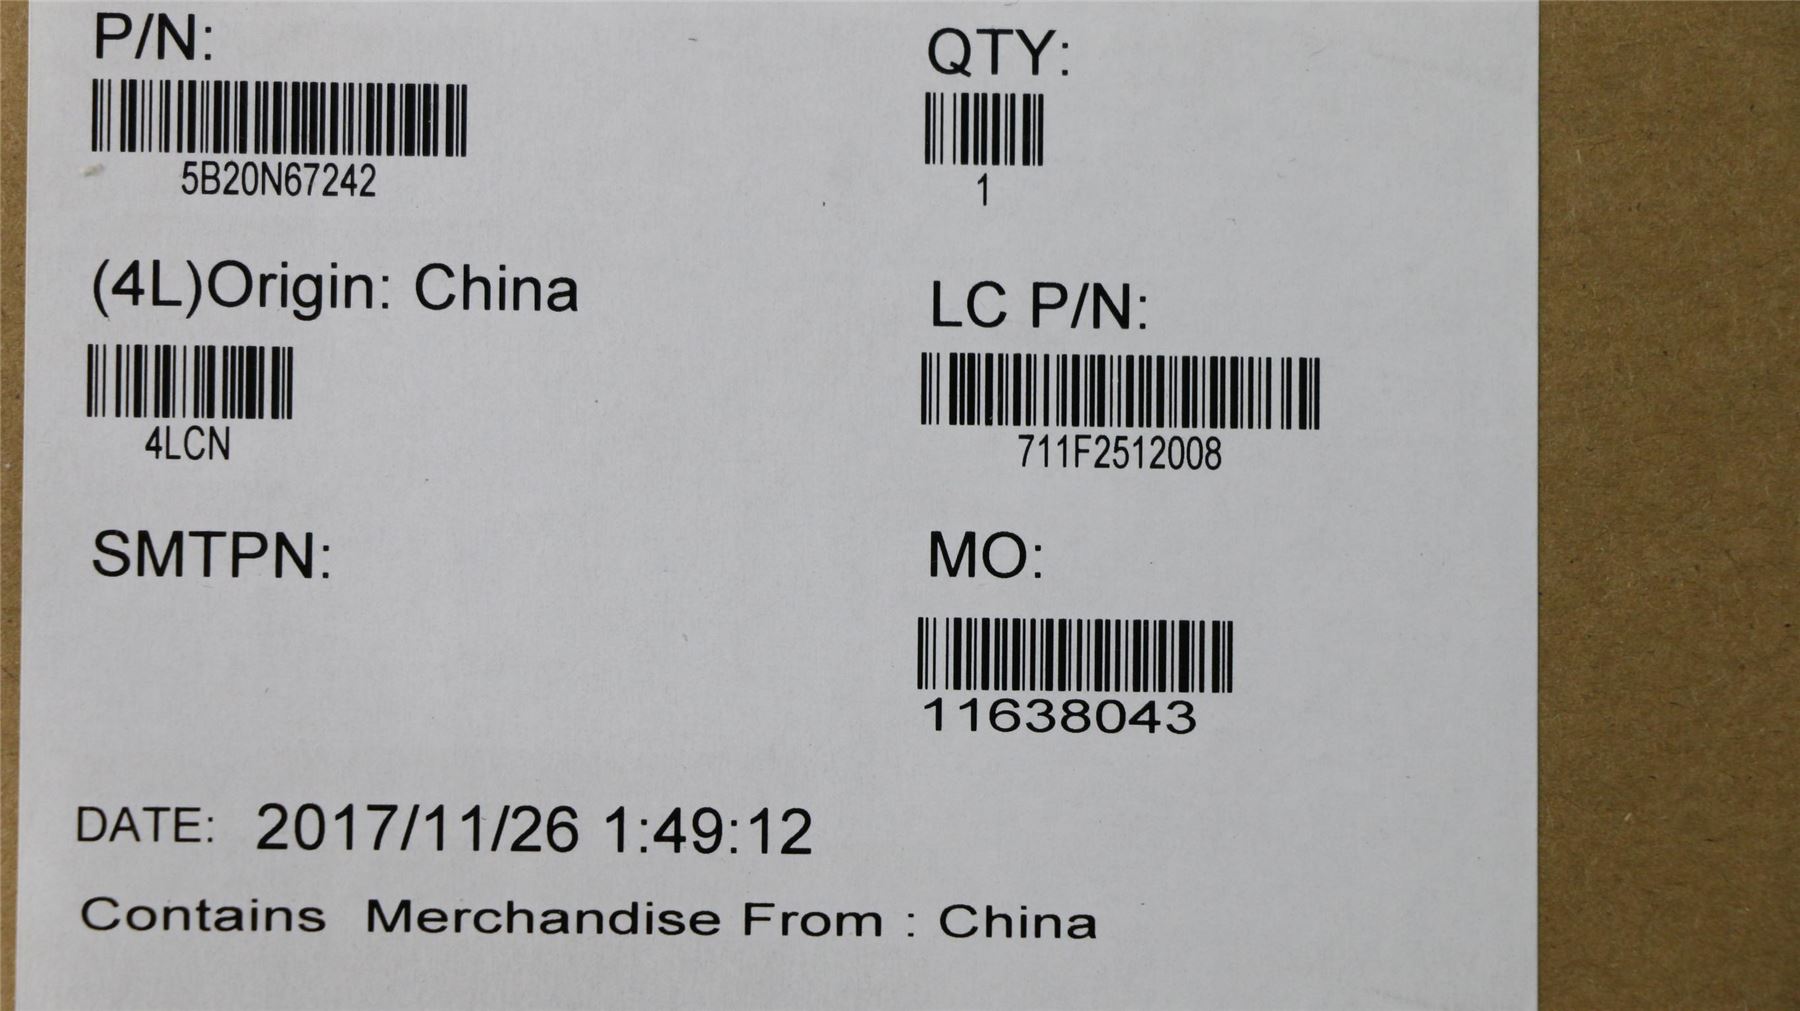 P/N:
QTY:
5B20N67242
1
(4L)Origin: China
LC P/N:
4LCN
711F2512008
SMTPN:
MO:
11638043
DATE: 2017/11/26 1:49:12
Contains Merchandise From : China